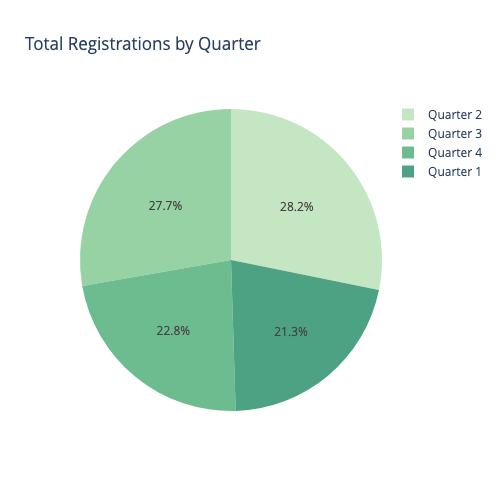 Total Registrations by Quarter
Quarter 2
Quarter 3
Quarter 4
Quarter 1
27.7%
28.2%
22.8%
21.3%